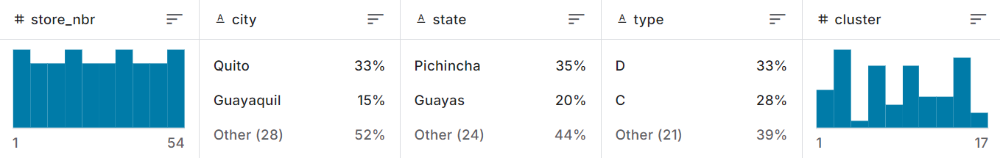 # store_nbr
A city
A state
A type
# cluster
1 54
Quito 33%
Guayaquil 15%
Other (28) 52%
Pichincha 35%
Guayas 20%
Other (24) 44%
D 33%
C 28%
Other (21) 39%
1 17